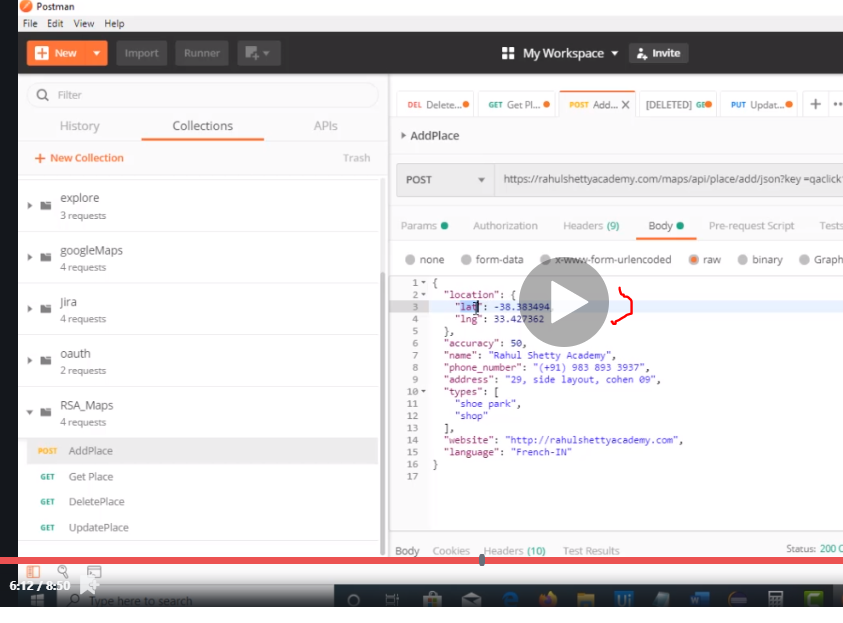 Postman
File Edit View Help
New Import Runner My Workspace Invite
Filter
History Collections APIs
+ New Collection Trash
explore
3 requests
googleMaps
4 requests
Jira
4 requests
oauth
2 requests
RSA_Maps
4 requests
POST AddPlace
GET Get Place
GET DeletePlace
GET UpdatePlace
DEL Delete... GET Get Pl... POST Add... X [DELETED] GE PUT Updat... + ••
AddPlace
POST https://rahulshettyacademy.com/maps/api/place/add/json?key =qaclick
Params Authorization Headers (9) Body Pre-request Script Tests
none form-data x-www-form-urlencoded raw binary Graph
1 {
2 "location": {
3 "lat": -38.383494,
4 "lng": 33.427362
5 },
6 "accuracy": 50,
7 "name": "Rahul Shetty Academy",
8 "phone_number": "(+91) 983 893 3937",
9 "address": "29, side layout, cohen 09",
10 "types": [
11 "shoe park",
12 "shop"
13 ],
14 "website": "http://rahulshettyacademy.com",
15 "language": "French-IN"
16 }
17
Body Cookies Headers (10) Test Results Status: 200 O
6:12 / 8:50
Type here to search